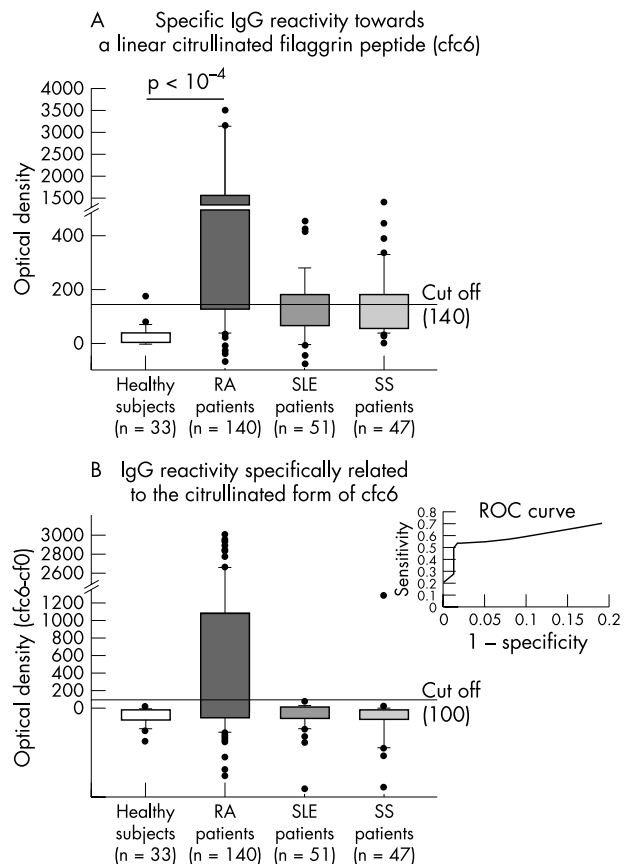 A Specific IgG reactivity towards
a linear citrullinated filaggrin peptide (cfc6)
p < 10⁻⁴
Optical density
4000
3500
3000
2500
1500
400
200
0
Cut off
(140)
Healthy
subjects
(n = 33)
RA
patients
(n = 140)
SLE
patients
(n = 51)
SS
patients
(n = 47)
B IgG reactivity specifically related
to the citrullinated form of cfc6
Optical density (cfc6-cf0)
3000
2800
2600
1200
1000
800
600
400
200
0
Cut off
(100)
ROC curve
Sensitivity
0.8
0.7
0.6
0.5
0.4
0.3
0.2
0.1
0
0
0.05
0.1
0.15
0.2
1 – specificity
Healthy
subjects
(n = 33)
RA
patients
(n = 140)
SLE
patients
(n = 51)
SS
patients
(n = 47)